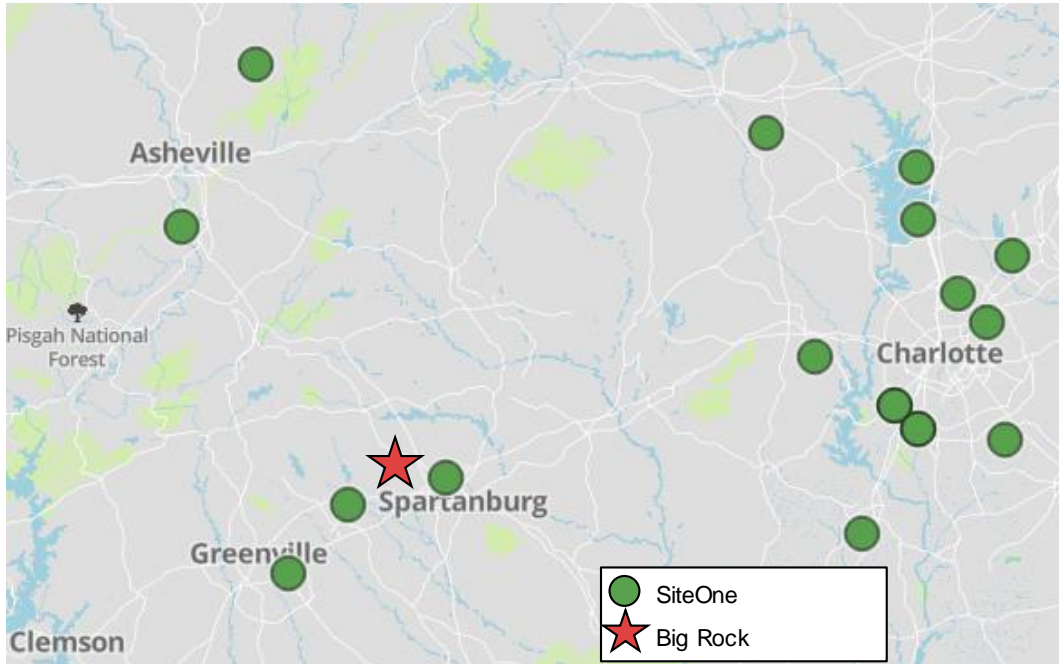 Asheville
Pisgah National
Forest
Charlotte
Spartanburg
Greenville
Clemson
SiteOne
Big Rock